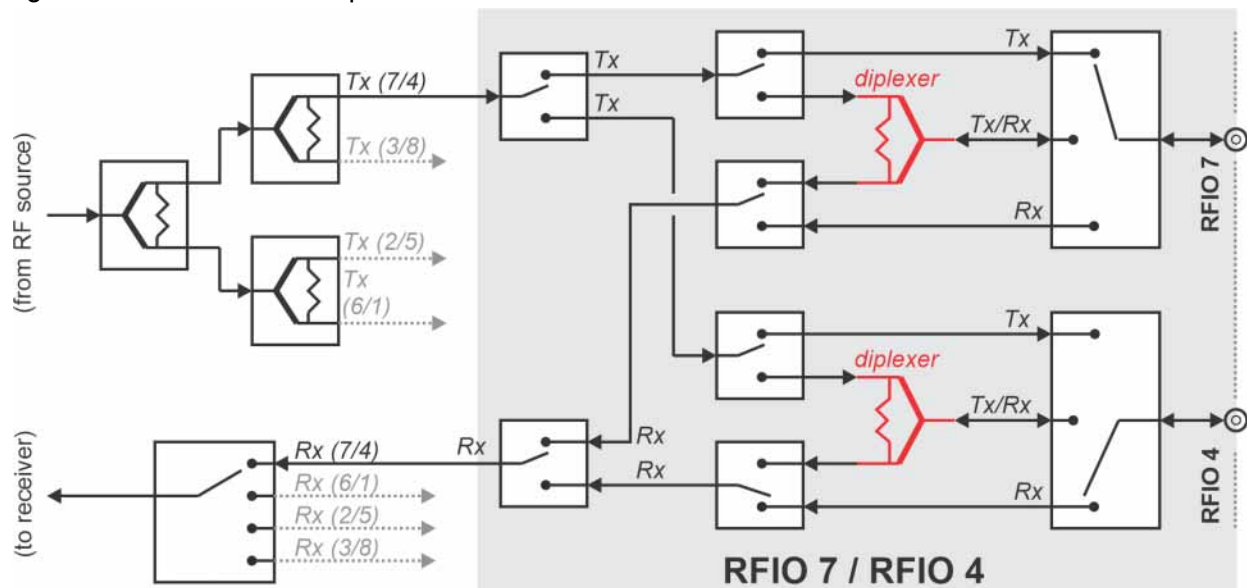 (from RF source)
Tx (7/4)
Tx (3/8)
Tx (2/5)
Tx
(6/1)
Tx
Tx
Tx
diplexer
Tx/Rx
Rx
RFIO 7
Tx
diplexer
Tx/Rx
Rx
RFIO 4
(to receiver)
Rx (7/4)
Rx (6/1)
Rx (2/5)
Rx (3/8)
Rx
Rx
Rx
RFIO 7 / RFIO 4